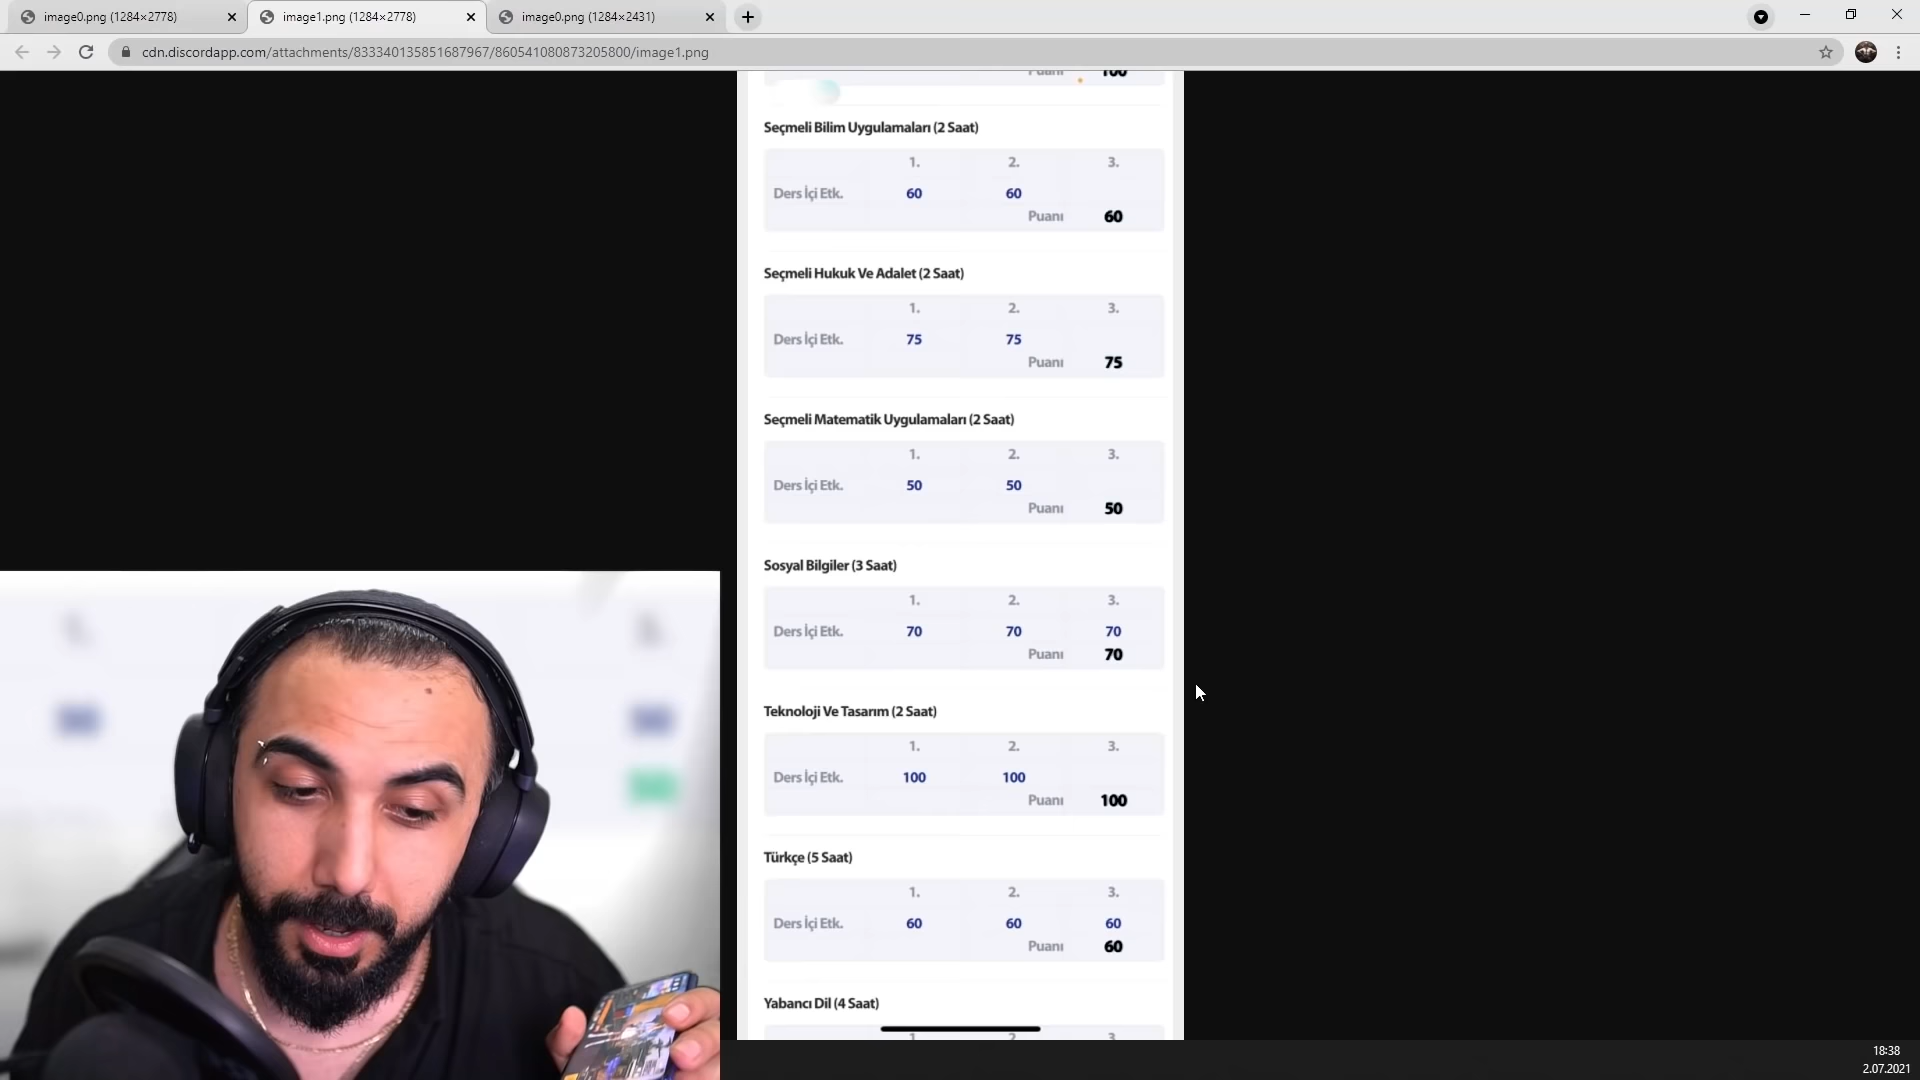 image0.png (1284×2778)
image1.png (1284×2778)
image0.png (1284×2431)
cdn.discordapp.com/attachments/833340135851687967/860541080873205800/image1.png
Puanı 100
Seçmeli Bilim Uygulamaları (2 Saat)
1. 2. 3.
Ders İçi Etk. 60 60
Puanı 60
Seçmeli Hukuk Ve Adalet (2 Saat)
1. 2. 3.
Ders İçi Etk. 75 75
Puanı 75
Seçmeli Matematik Uygulamaları (2 Saat)
1. 2. 3.
Ders İçi Etk. 50 50
Puanı 50
Sosyal Bilgiler (3 Saat)
1. 2. 3.
Ders İçi Etk. 70 70 70
Puanı 70
Teknoloji Ve Tasarım (2 Saat)
1. 2. 3.
Ders İçi Etk. 100 100
Puanı 100
Türkçe (5 Saat)
1. 2. 3.
Ders İçi Etk. 60 60 60
Puanı 60
Yabancı Dil (4 Saat)
1. 2. 3.
18:38
2.07.2021